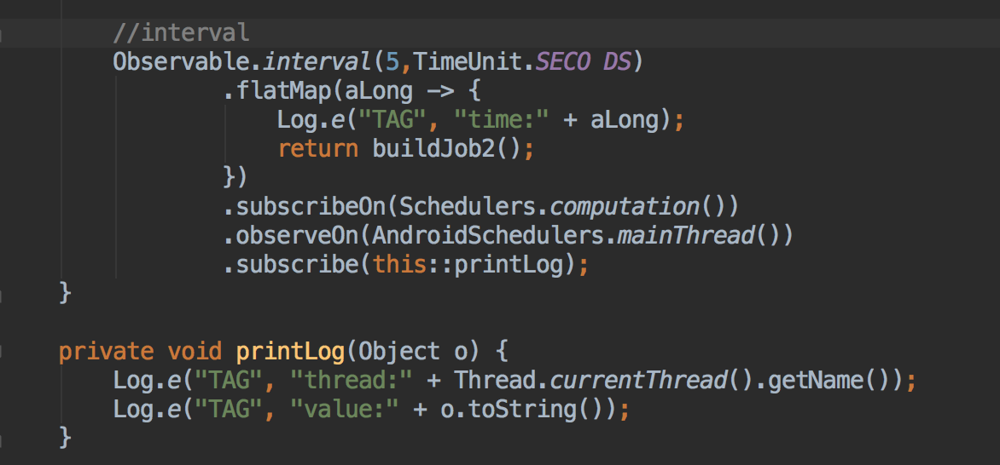 //interval
Observable.interval(5,TimeUnit.SECO DS)
.flatMap(aLong -> {
Log.e("TAG", "time:" + aLong);
return buildJob2();
})
.subscribeOn(Schedulers.computation())
.observeOn(AndroidSchedulers.mainThread())
.subscribe(this::printLog);
}
private void printLog(Object o) {
Log.e("TAG", "thread:" + Thread.currentThread().getName());
Log.e("TAG", "value:" + o.toString());
}